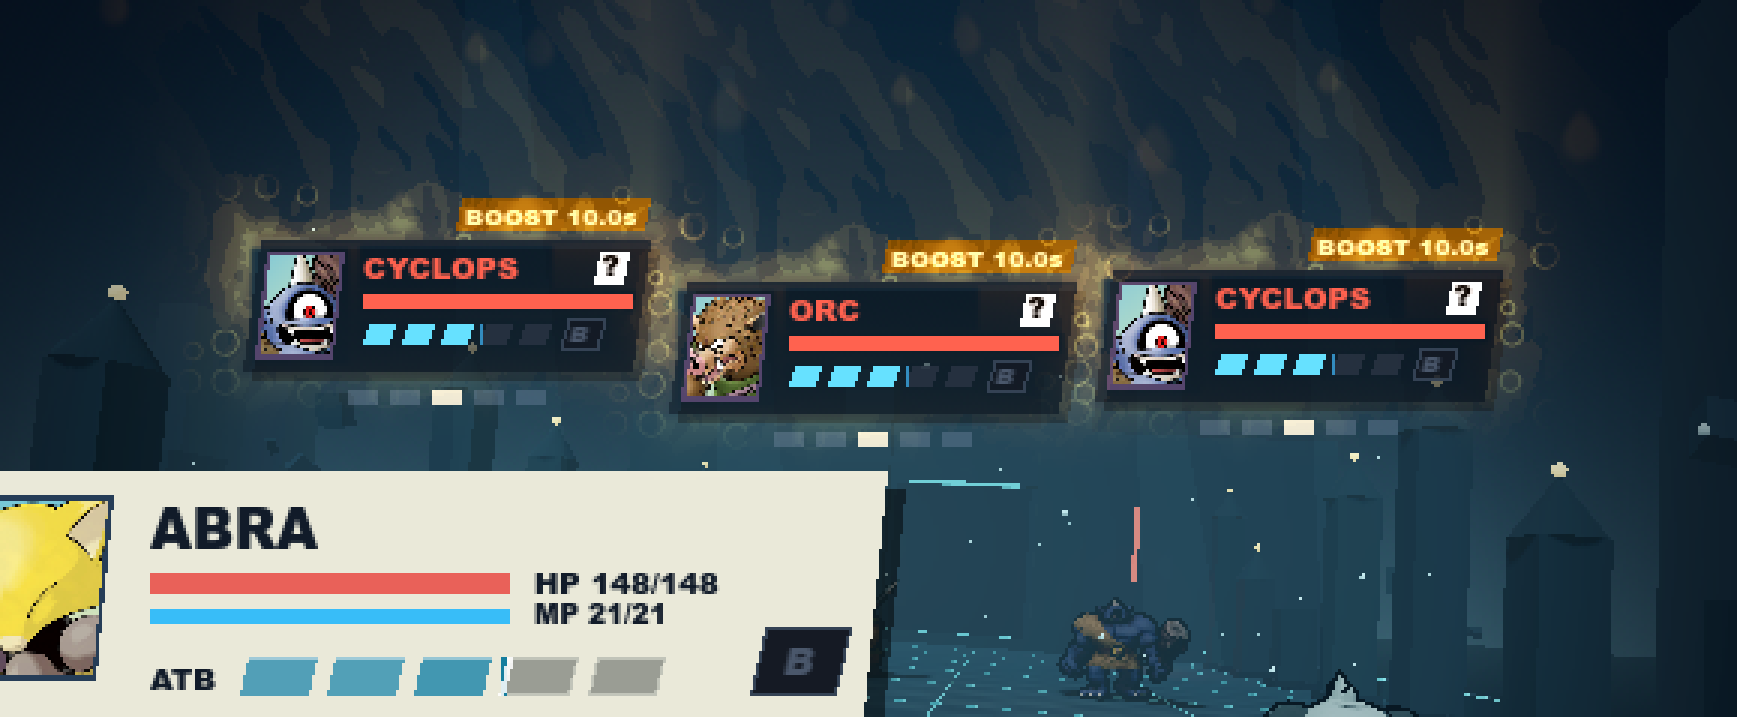 BOOST 10.0s
CYCLOPS ?
B
BOOST 10.0s
ORC ?
B
BOOST 10.0s
CYCLOPS ?
B
ABRA
HP 148/148
MP 21/21
ATB
B